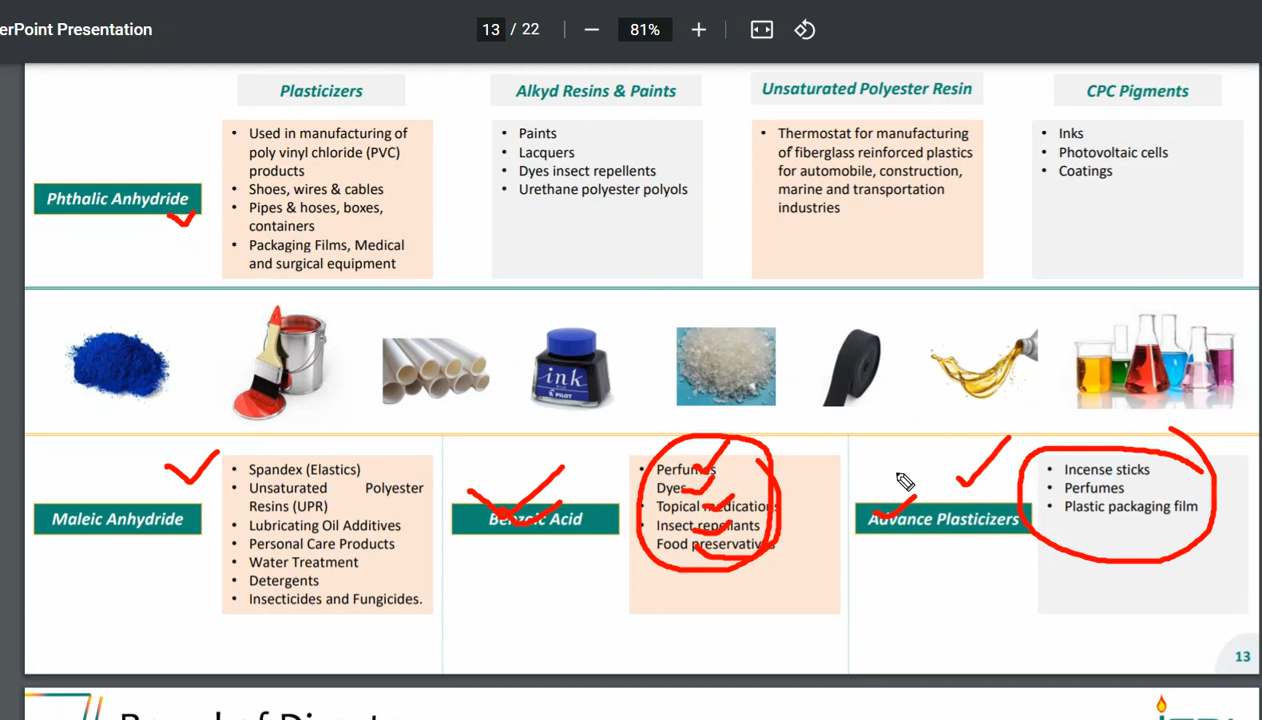 erPoint Presentation
13 / 22
81%
Plasticizers
Alkyd Resins & Paints
Unsaturated Polyester Resin
CPC Pigments
Phthalic Anhydride
• Used in manufacturing of
poly vinyl chloride (PVC)
products
• Shoes, wires & cables
• Pipes & hoses, boxes,
containers
• Packaging Films, Medical
and surgical equipment
• Paints
• Lacquers
• Dyes insect repellents
• Urethane polyester polyols
• Thermostat for manufacturing
of fiberglass reinforced plastics
for automobile, construction,
marine and transportation
industries
• Inks
• Photovoltaic cells
• Coatings
ink
PILOT
Maleic Anhydride
• Spandex (Elastics)
• Unsaturated Polyester
Resins (UPR)
• Lubricating Oil Additives
• Personal Care Products
• Water Treatment
• Detergents
• Insecticides and Fungicides.
Benzoic Acid
• Perfumes
• Dyes
• Topical medications
• Insect repellants
• Food preservatives
Advance Plasticizers
• Incense sticks
• Perfumes
• Plastic packaging film
13